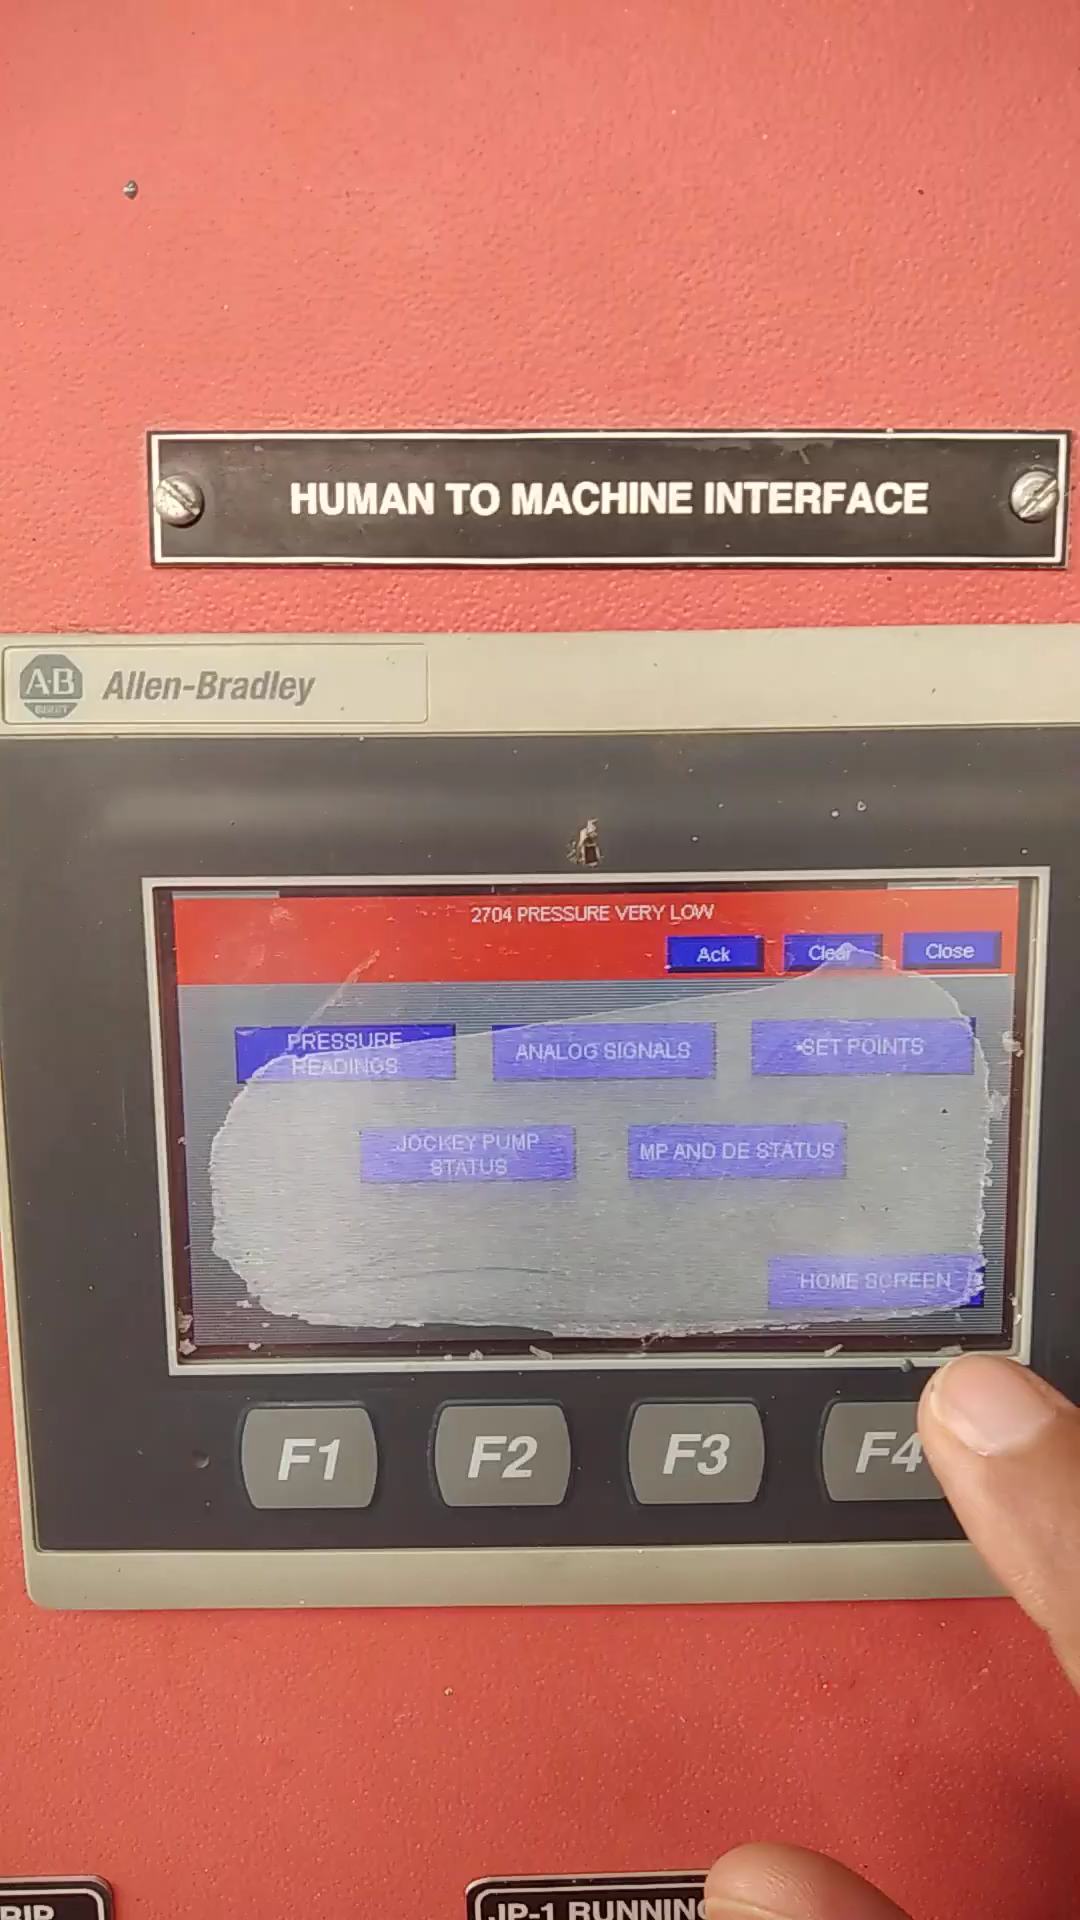 HUMAN TO MACHINE INTERFACE
AB
Allen-Bradley
2704 PRESSURE VERY LOW
Ack
Clear
Close
PRESSURE
READINGS
ANALOG SIGNALS
SET POINTS
JOCKEY PUMP
STATUS
MP AND DE STATUS
HOME SCREEN
F1
F2
F3
F4
JP-1 RUNNING